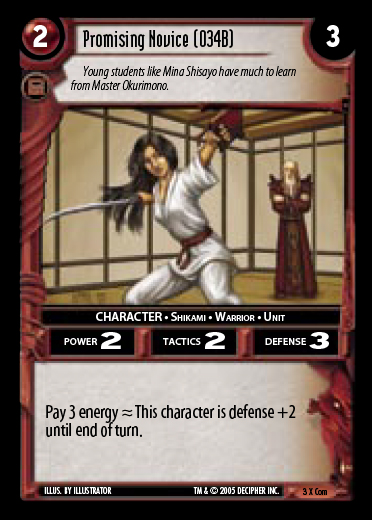 2
Promising Novice (034B)
3
Young students like Mina Shisayo have much to learn
from Master Okurimono.
CHARACTER • SHIKAMI • WARRIOR • UNIT
POWER 2
TACTICS 2
DEFENSE 3
Pay 3 energy ≈ This character is defense +2
until end of turn.
ILLUS. BY ILLUSTRATOR
TM & © 2005 DECIPHER INC.
3 X Com